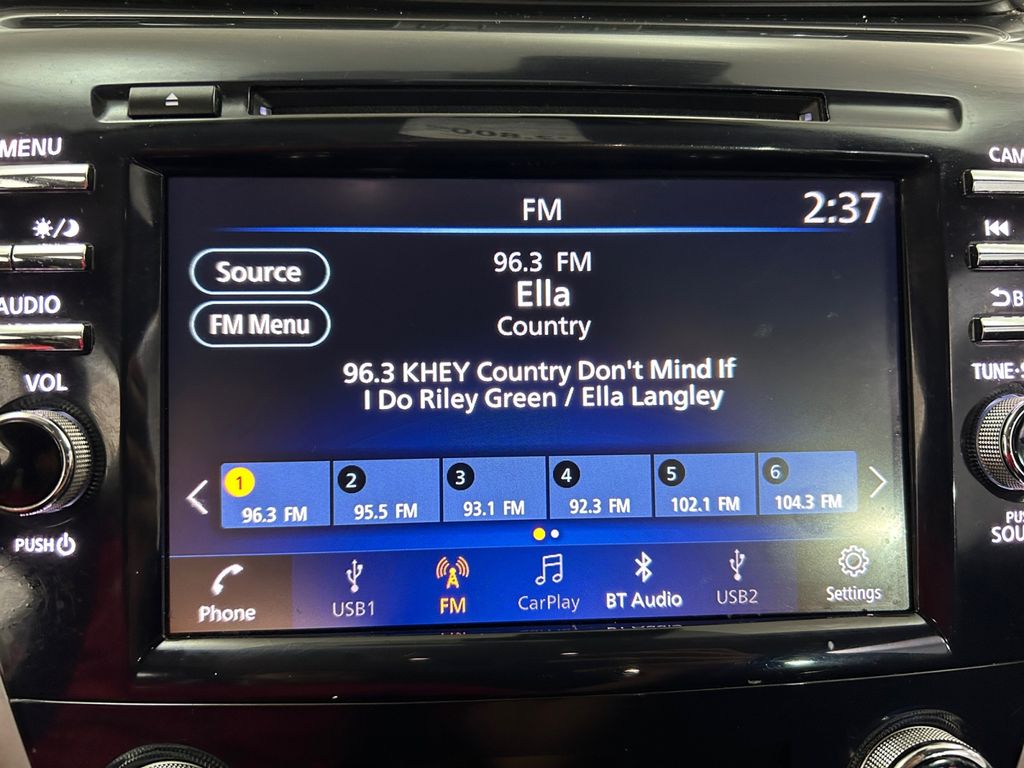 MENU
CAM
FM
2:37
Source
96.3 FM
Ella
AUDIO
B
FM Menu
Country
VOL
96.3 KHEY Country Don't Mind If
I Do Riley Green / Ella Langley
1
2
3
4
5
6
96.3 FM
95.5 FM
93.1 FM
92.3 FM
102.1 FM
104.3 FM
PUSH
Phone
USB1
FM
CarPlay
BT Audio
USB2
Settings